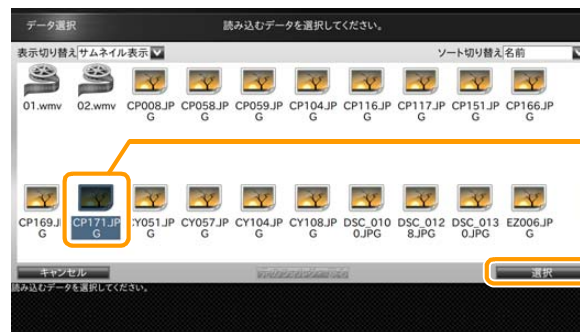 データ選択
読み込むデータを選択してください。
表示切り替え サムネイル表示
ソート切り替え 名前
01.wmv 02.wmv CP008.JPG CP058.JPG CP059.JPG CP104.JPG CP116.JPG CP117.JPG CP151.JPG CP166.JPG
CP169.JPG CP171.JPG CY051.JPG CY057.JPG CY104.JPG CY108.JPG DSC_0100.JPG DSC_0128.JPG DSC_0130.JPG EZ006.JPG
キャンセル
選択
読み込むデータを選択してください。